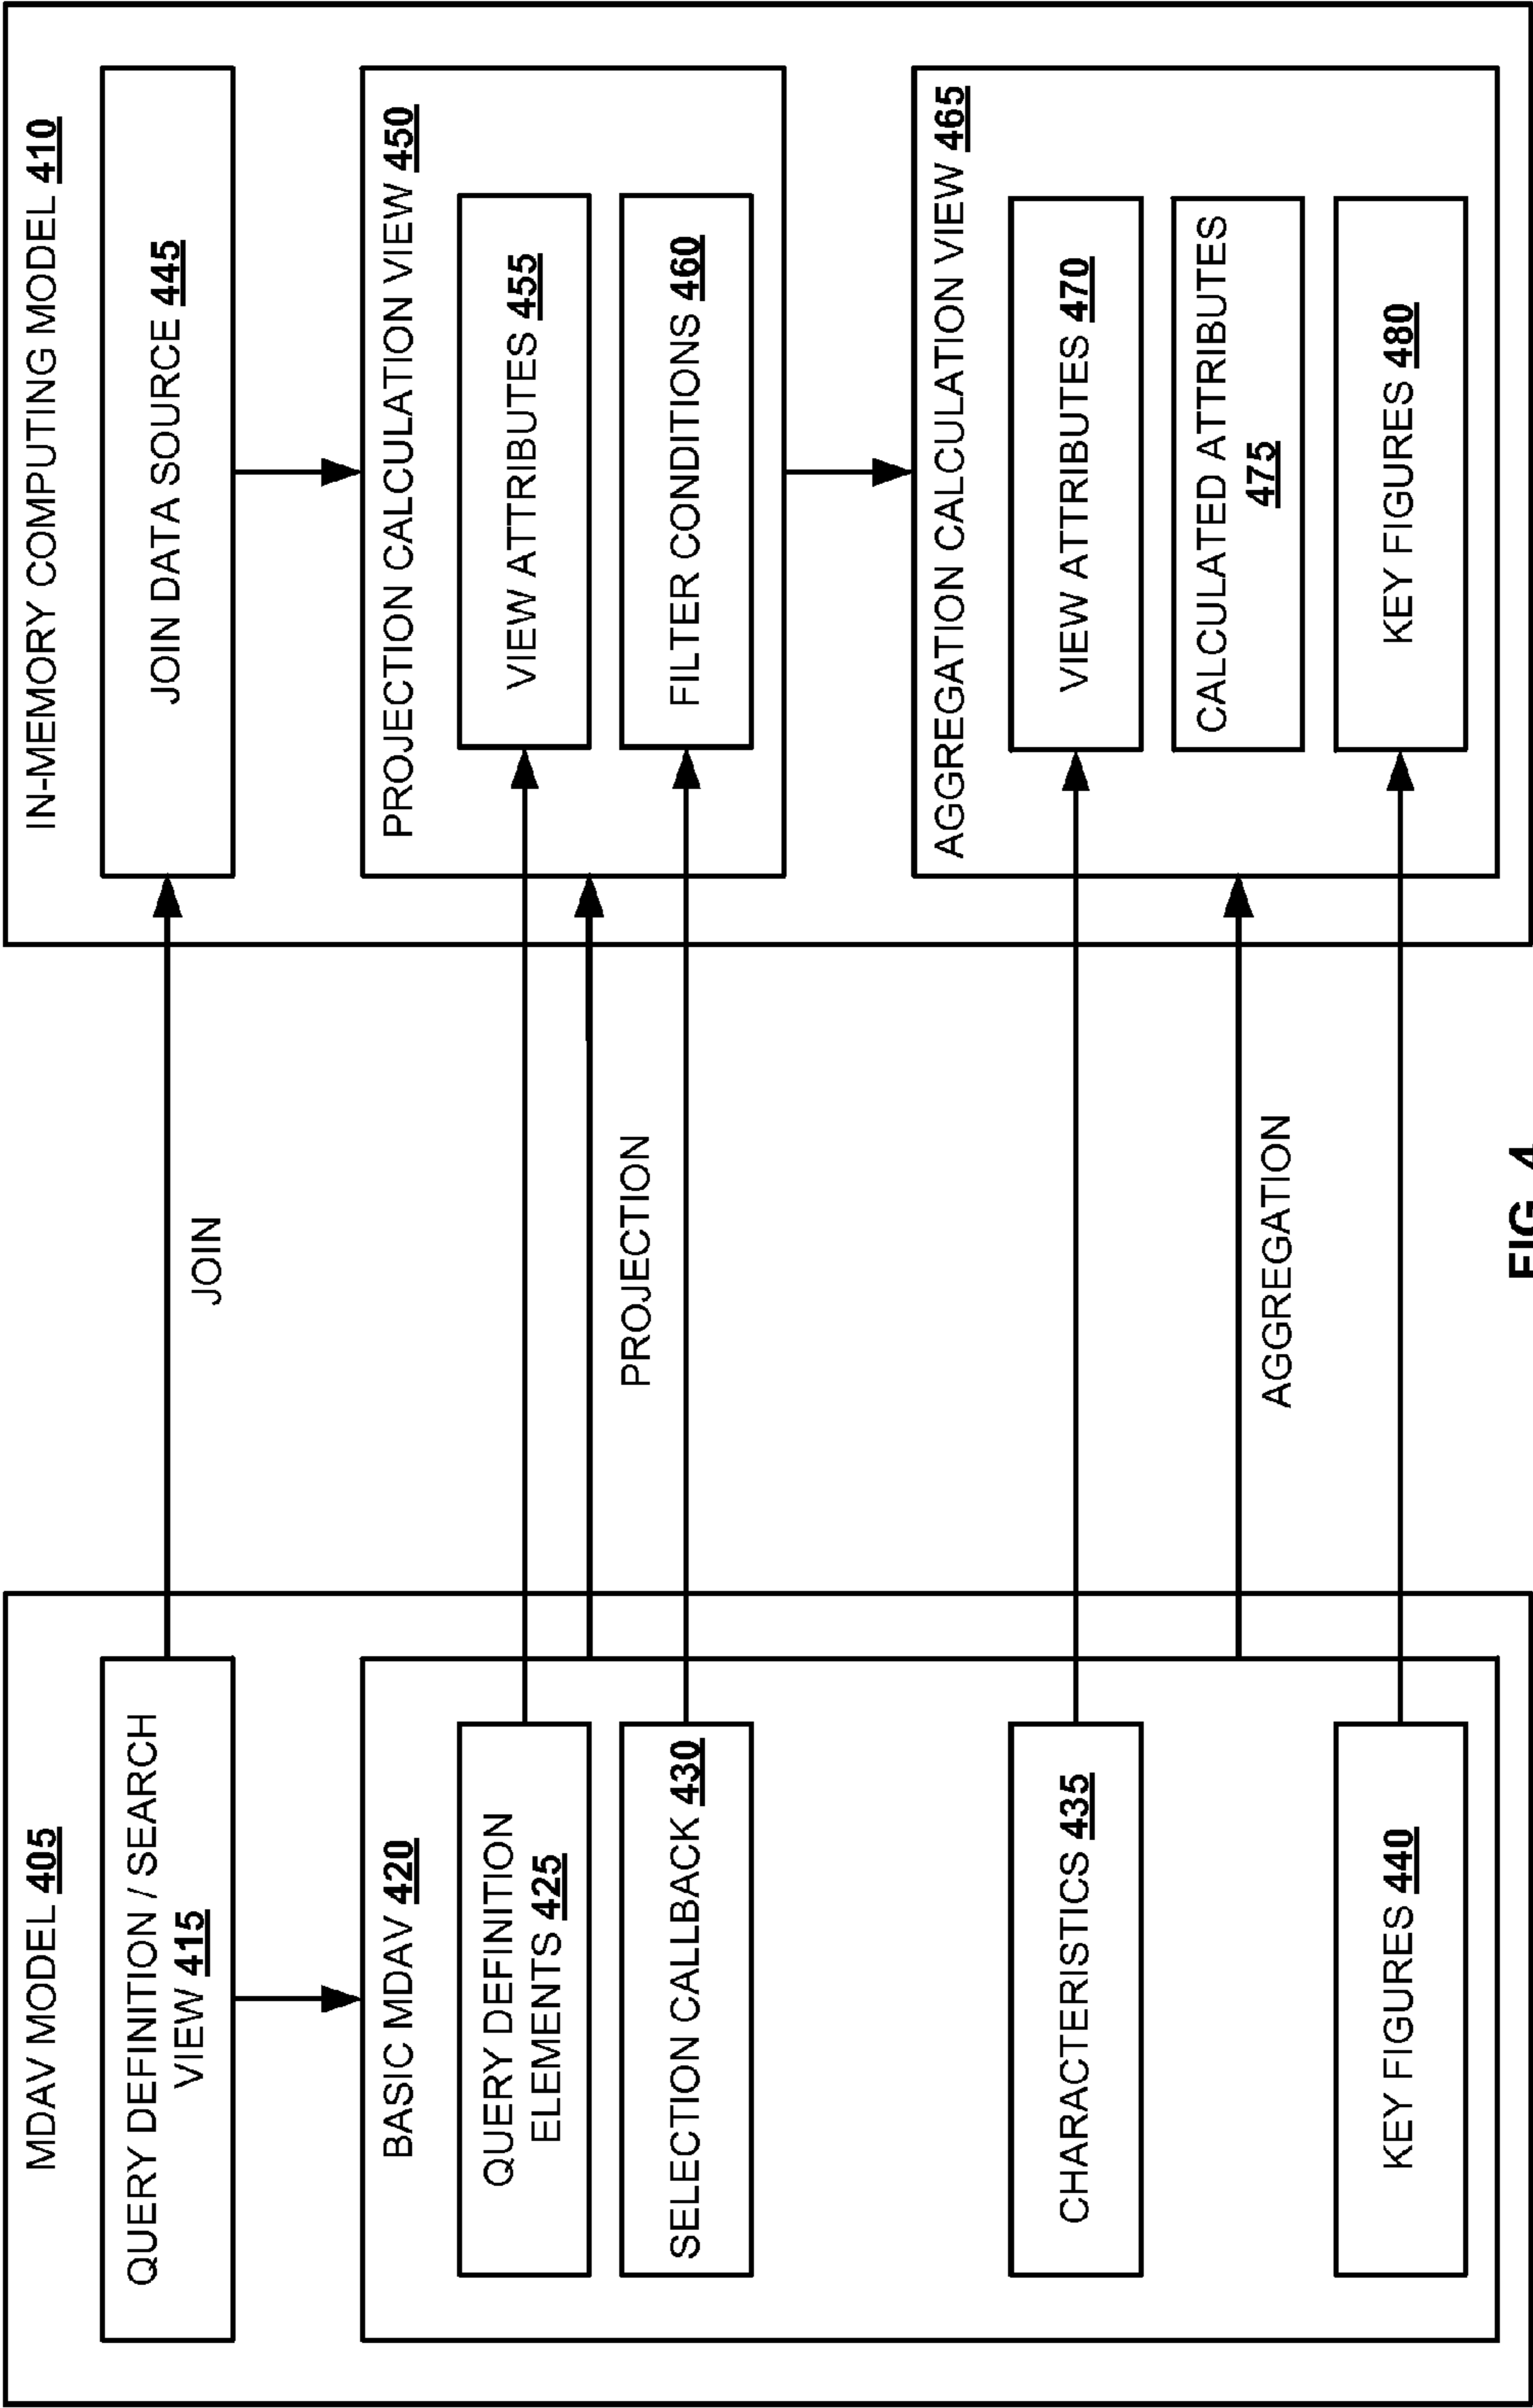 MDAV MODEL 405
QUERY DEFINITION / SEARCH
VIEW 415
BASIC MDAV 420
QUERY DEFINITION
ELEMENTS 425
SELECTION CALLBACK 430
CHARACTERISTICS 435
KEY FIGURES 440
JOIN
PROJECTION
AGGREGATION
IN-MEMORY COMPUTING MODEL 410
JOIN DATA SOURCE 445
PROJECTION CALCULATION VIEW 450
VIEW ATTRIBUTES 455
FILTER CONDITIONS 460
AGGREGATION CALCULATION VIEW 465
VIEW ATTRIBUTES 470
CALCULATED ATTRIBUTES
475
KEY FIGURES 480
FIG. 4